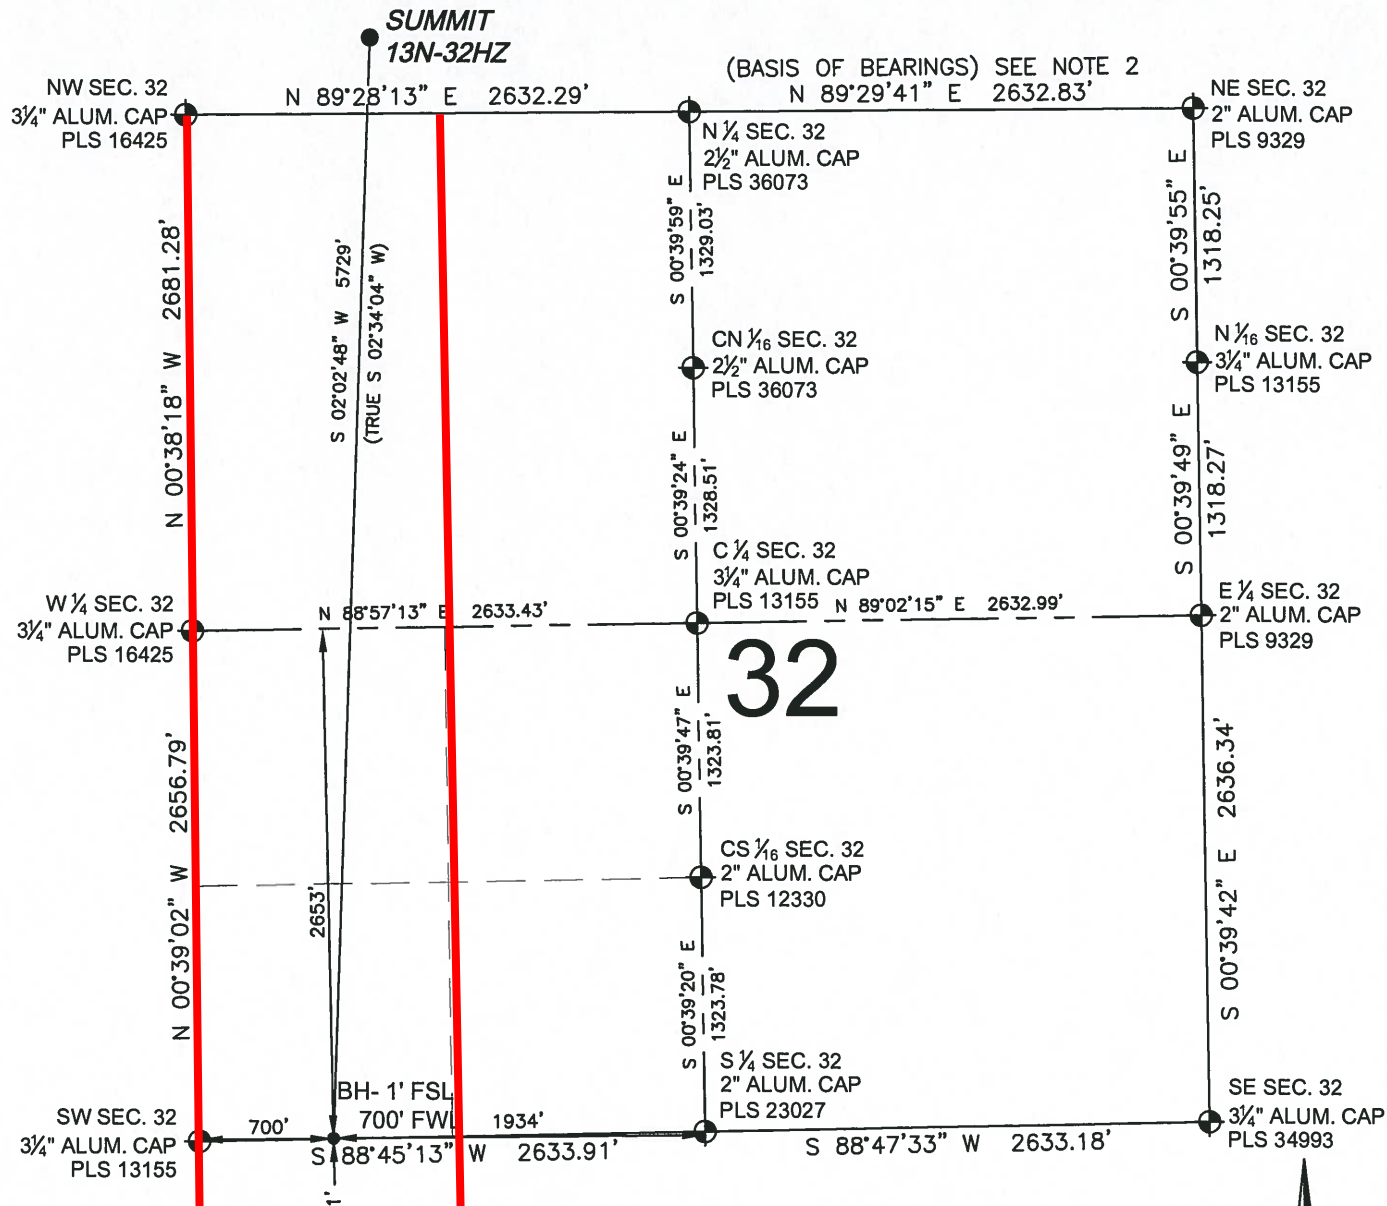 SUMMIT
13N-32HZ
(BASIS OF BEARINGS) SEE NOTE 2
NW SEC. 32
3¼" ALUM. CAP
PLS 16425
N 89°28'13" E 2632.29'
N 89°29'41" E 2632.83'
NE SEC. 32
2" ALUM. CAP
PLS 9329
N ¼ SEC. 32
2½" ALUM. CAP
PLS 36073
N 00°38'18" W 2681.28'
S 02°02'48" W 5729'
(TRUE S 02°34'04" W)
S 00°39'59" E
1329.03'
S 00°39'55" E
1318.25'
CN 1/16 SEC. 32
2½" ALUM. CAP
PLS 36073
N 1/16 SEC. 32
3¼" ALUM. CAP
PLS 13155
S 00°39'24" E
1328.51'
S 00°39'49" E
1318.27'
C ¼ SEC. 32
3¼" ALUM. CAP
PLS 13155
W ¼ SEC. 32
3¼" ALUM. CAP
PLS 16425
N 88°57'13" E 2633.43'
N 89°02'15" E 2632.99'
E ¼ SEC. 32
2" ALUM. CAP
PLS 9329
32
N 00°39'02" W 2656.79'
2653'
S 00°39'47" E
1323.81'
S 00°39'42" E 2636.34'
CS 1/16 SEC. 32
2" ALUM. CAP
PLS 12330
S 00°39'20" E
1323.78'
S ¼ SEC. 32
2" ALUM. CAP
PLS 23027
BH- 1' FSL
700' FWL
SW SEC. 32
3¼" ALUM. CAP
PLS 13155
700'
1934'
S 88°45'13" W 2633.91'
S 88°47'33" W 2633.18'
SE SEC. 32
3¼" ALUM. CAP
PLS 34993
1'